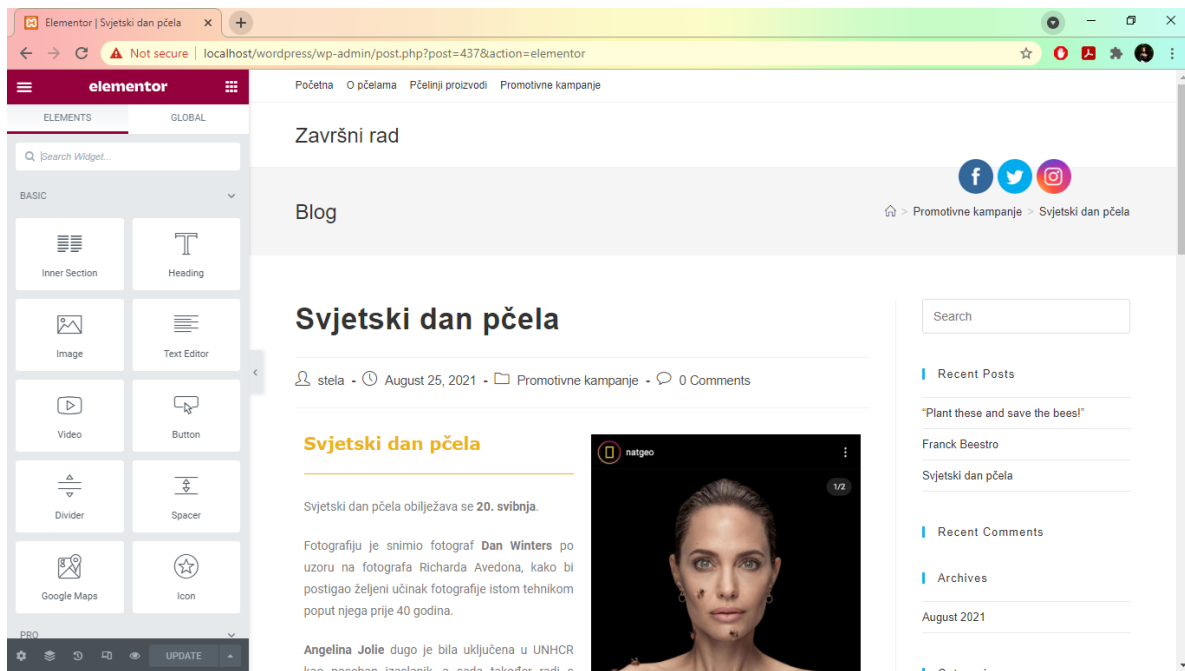 Elementor | Svjetski dan pčela
Not secure | localhost/wordpress/wp-admin/post.php?post=437&action=elementor
elementor
ELEMENTS GLOBAL
Search Widget...
BASIC
Inner Section Heading
Image Text Editor
Video Button
Divider Spacer
Google Maps Icon
PRO
UPDATE
Početna O pčelama Pčelinji proizvodi Promotivne kampanje
Završni rad
Blog
> Promotivne kampanje > Svjetski dan pčela
Svjetski dan pčela
stela - August 25, 2021 - Promotivne kampanje - 0 Comments
Svjetski dan pčela
Svjetski dan pčela obilježava se 20. svibnja.
Fotografiju je snimio fotograf Dan Winters po
uzoru na fotografa Richarda Avedona, kako bi
postigao željeni učinak fotografije istom tehnikom
poput njega prije 40 godina.
Angelina Jolie dugo je bila uključena u UNHCR
kao poseban izaslanik, a sada također radi s
natgeo
1/2
Search
Recent Posts
“Plant these and save the bees!”
Franck Beestro
Svjetski dan pčela
Recent Comments
Archives
August 2021